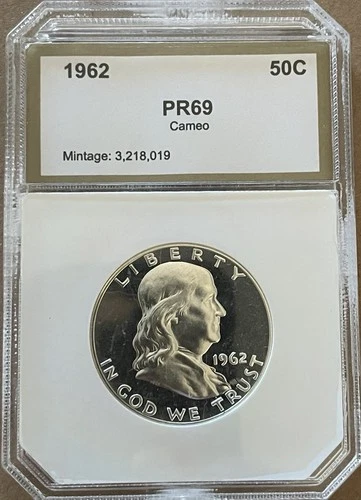 1962 50C
PR69
Cameo
Mintage: 3,218,019
LIBERTY
1962
IN GOD WE TRUST